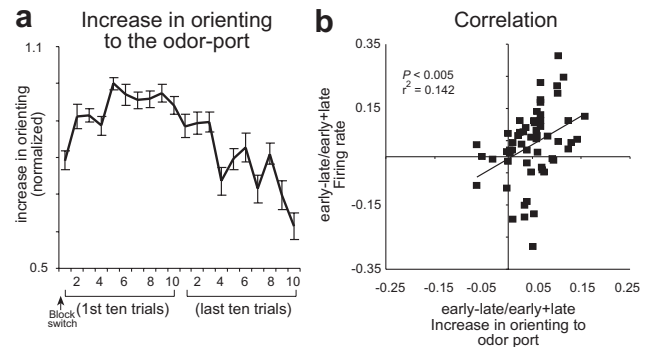 a
Increase in orienting
to the odor-port
increase in orienting
(normalized)
1.1
0.5
2 4 6 8 10 2 4 6 8 10
Block
switch
(1st ten trials) (last ten trials)
b
Correlation
early-late/early+late
Firing rate
0.35
0.15
-0.15
-0.35
P < 0.005
r2 = 0.142
-0.25 -0.15 -0.05 0.05 0.15 0.25
early-late/early+late
Increase in orienting to
odor port